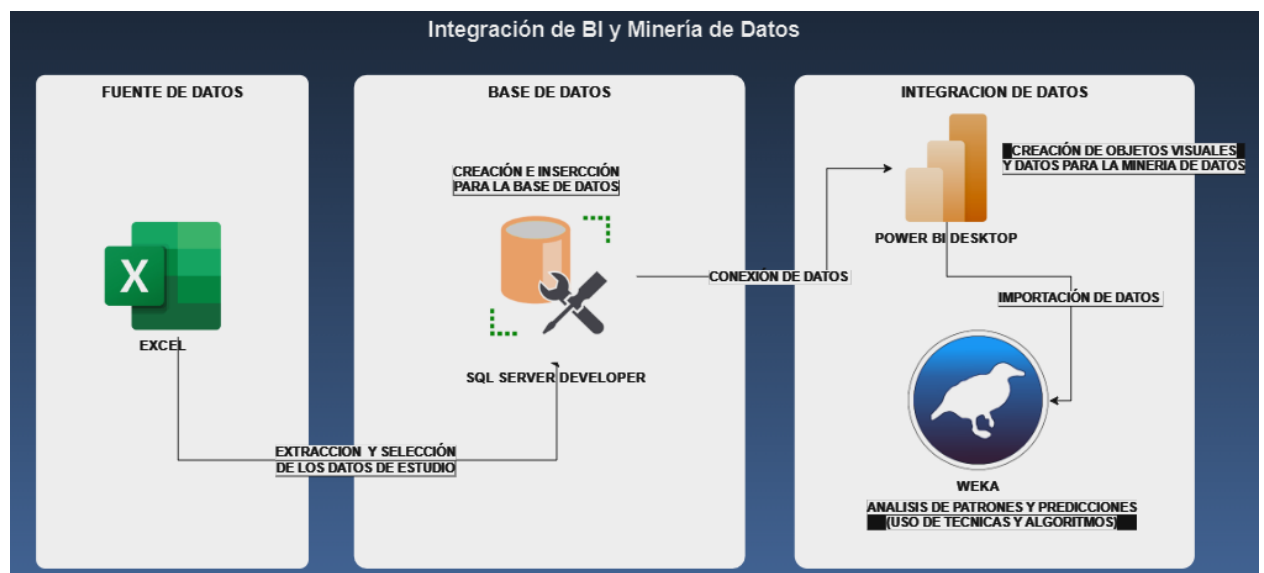 Integración de BI y Minería de Datos
FUENTE DE DATOS
X
EXCEL
EXTRACCION Y SELECCIÓN
DE LOS DATOS DE ESTUDIO
BASE DE DATOS
CREACIÓN E INSERCCIÓN
PARA LA BASE DE DATOS
SQL SERVER DEVELOPER
CONEXIÓN DE DATOS
INTEGRACION DE DATOS
CREACIÓN DE OBJETOS VISUALES
Y DATOS PARA LA MINERIA DE DATOS
POWER BI DESKTOP
IMPORTACIÓN DE DATOS
WEKA
ANALISIS DE PATRONES Y PREDICCIONES
(USO DE TECNICAS Y ALGORITMOS)